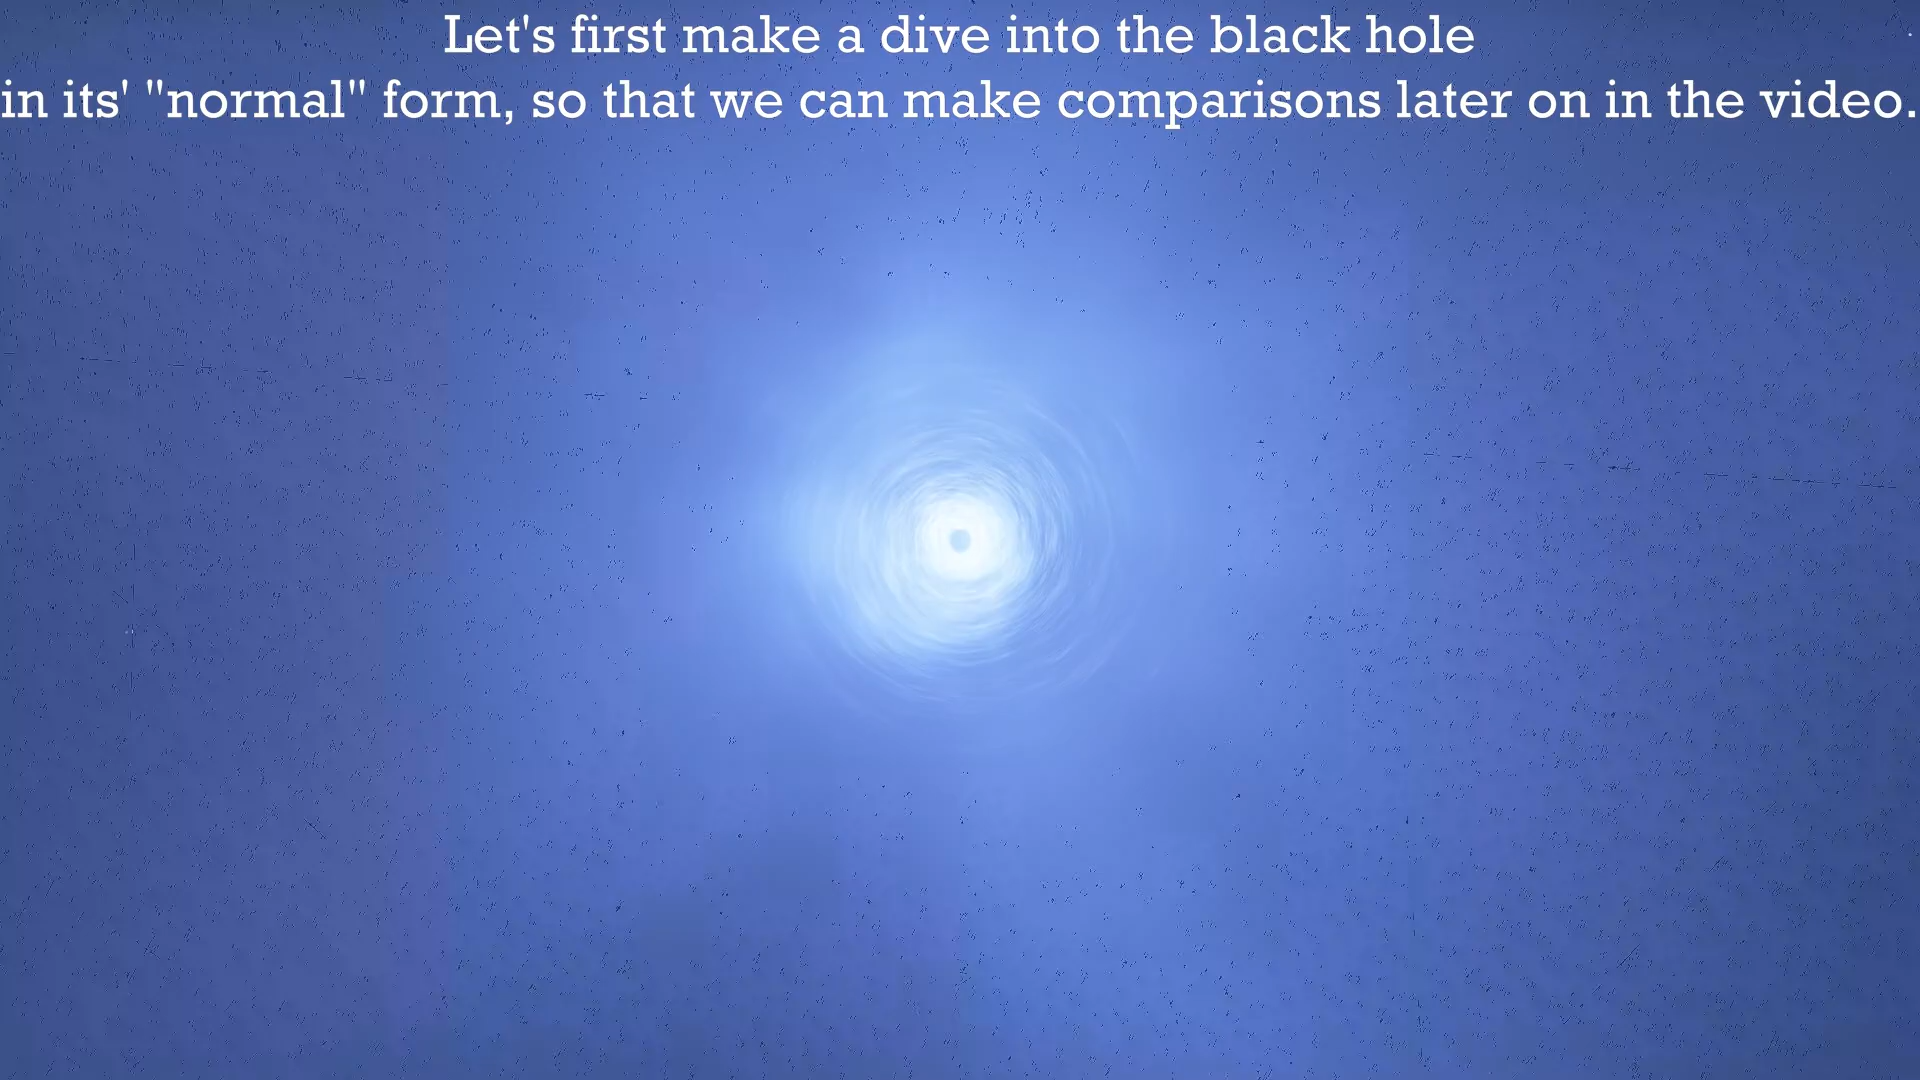 Let's first make a dive into the black hole
in its' "normal" form, so that we can make comparisons later on in the video.